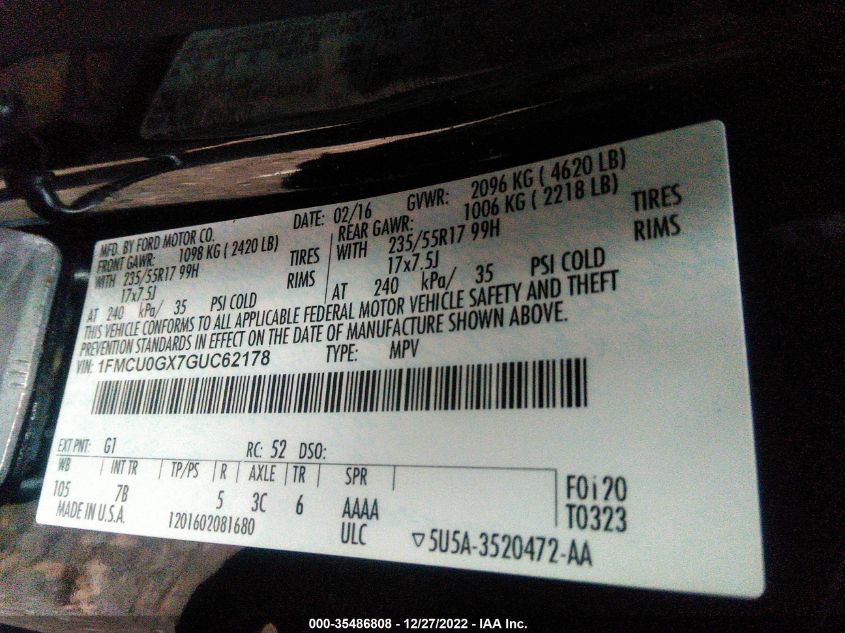 MFD. BY FORD MOTOR CO. DATE: 02/16 GVWR: 2096 KG ( 4620 LB)
FRONT GAWR: 1098 KG ( 2420 LB) REAR GAWR: 1006 KG ( 2218 LB)
WITH 235/55R17 99H TIRES WITH 235/55R17 99H TIRES
17x7.5J RIMS 17x7.5J RIMS
AT 240 kPa/ 35 PSI COLD AT 240 kPa/ 35 PSI COLD
THIS VEHICLE CONFORMS TO ALL APPLICABLE FEDERAL MOTOR VEHICLE SAFETY AND THEFT
PREVENTION STANDARDS IN EFFECT ON THE DATE OF MANUFACTURE SHOWN ABOVE.
VIN: 1FMCU0GX7GUC62178 TYPE: MPV
EXT PNT: G1 RC: 52 DSO:
WB INT TR TP/PS R AXLE TR SPR
105 7B 5 3C 6 AAAA F0i20
MADE IN U.S.A. 1201602081680 ULC T0323
▽5U5A-3520472-AA
000-35486808 - 12/27/2022 - IAA Inc.